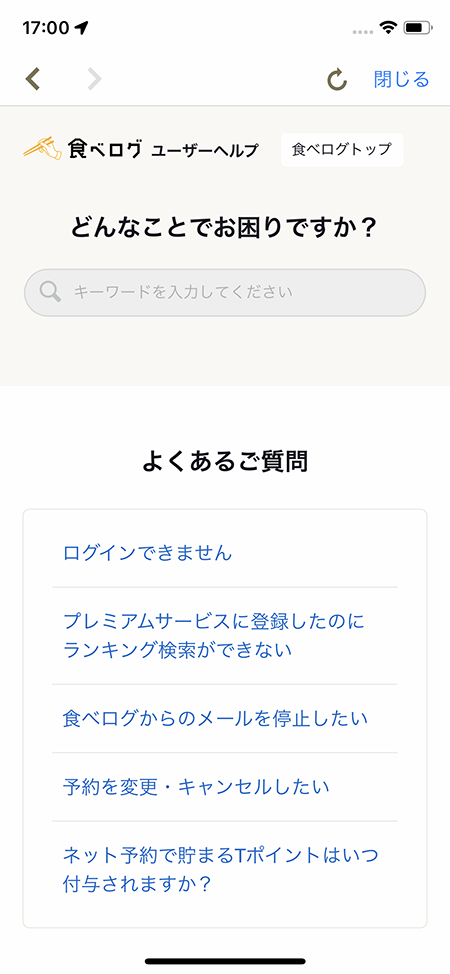 17:00
閉じる
食べログ ユーザーヘルプ
食べログトップ
どんなことでお困りですか？
キーワードを入力してください
よくあるご質問
ログインできません
プレミアムサービスに登録したのに
ランキング検索ができない
食べログからのメールを停止したい
予約を変更・キャンセルしたい
ネット予約で貯まるTポイントはいつ
付与されますか？